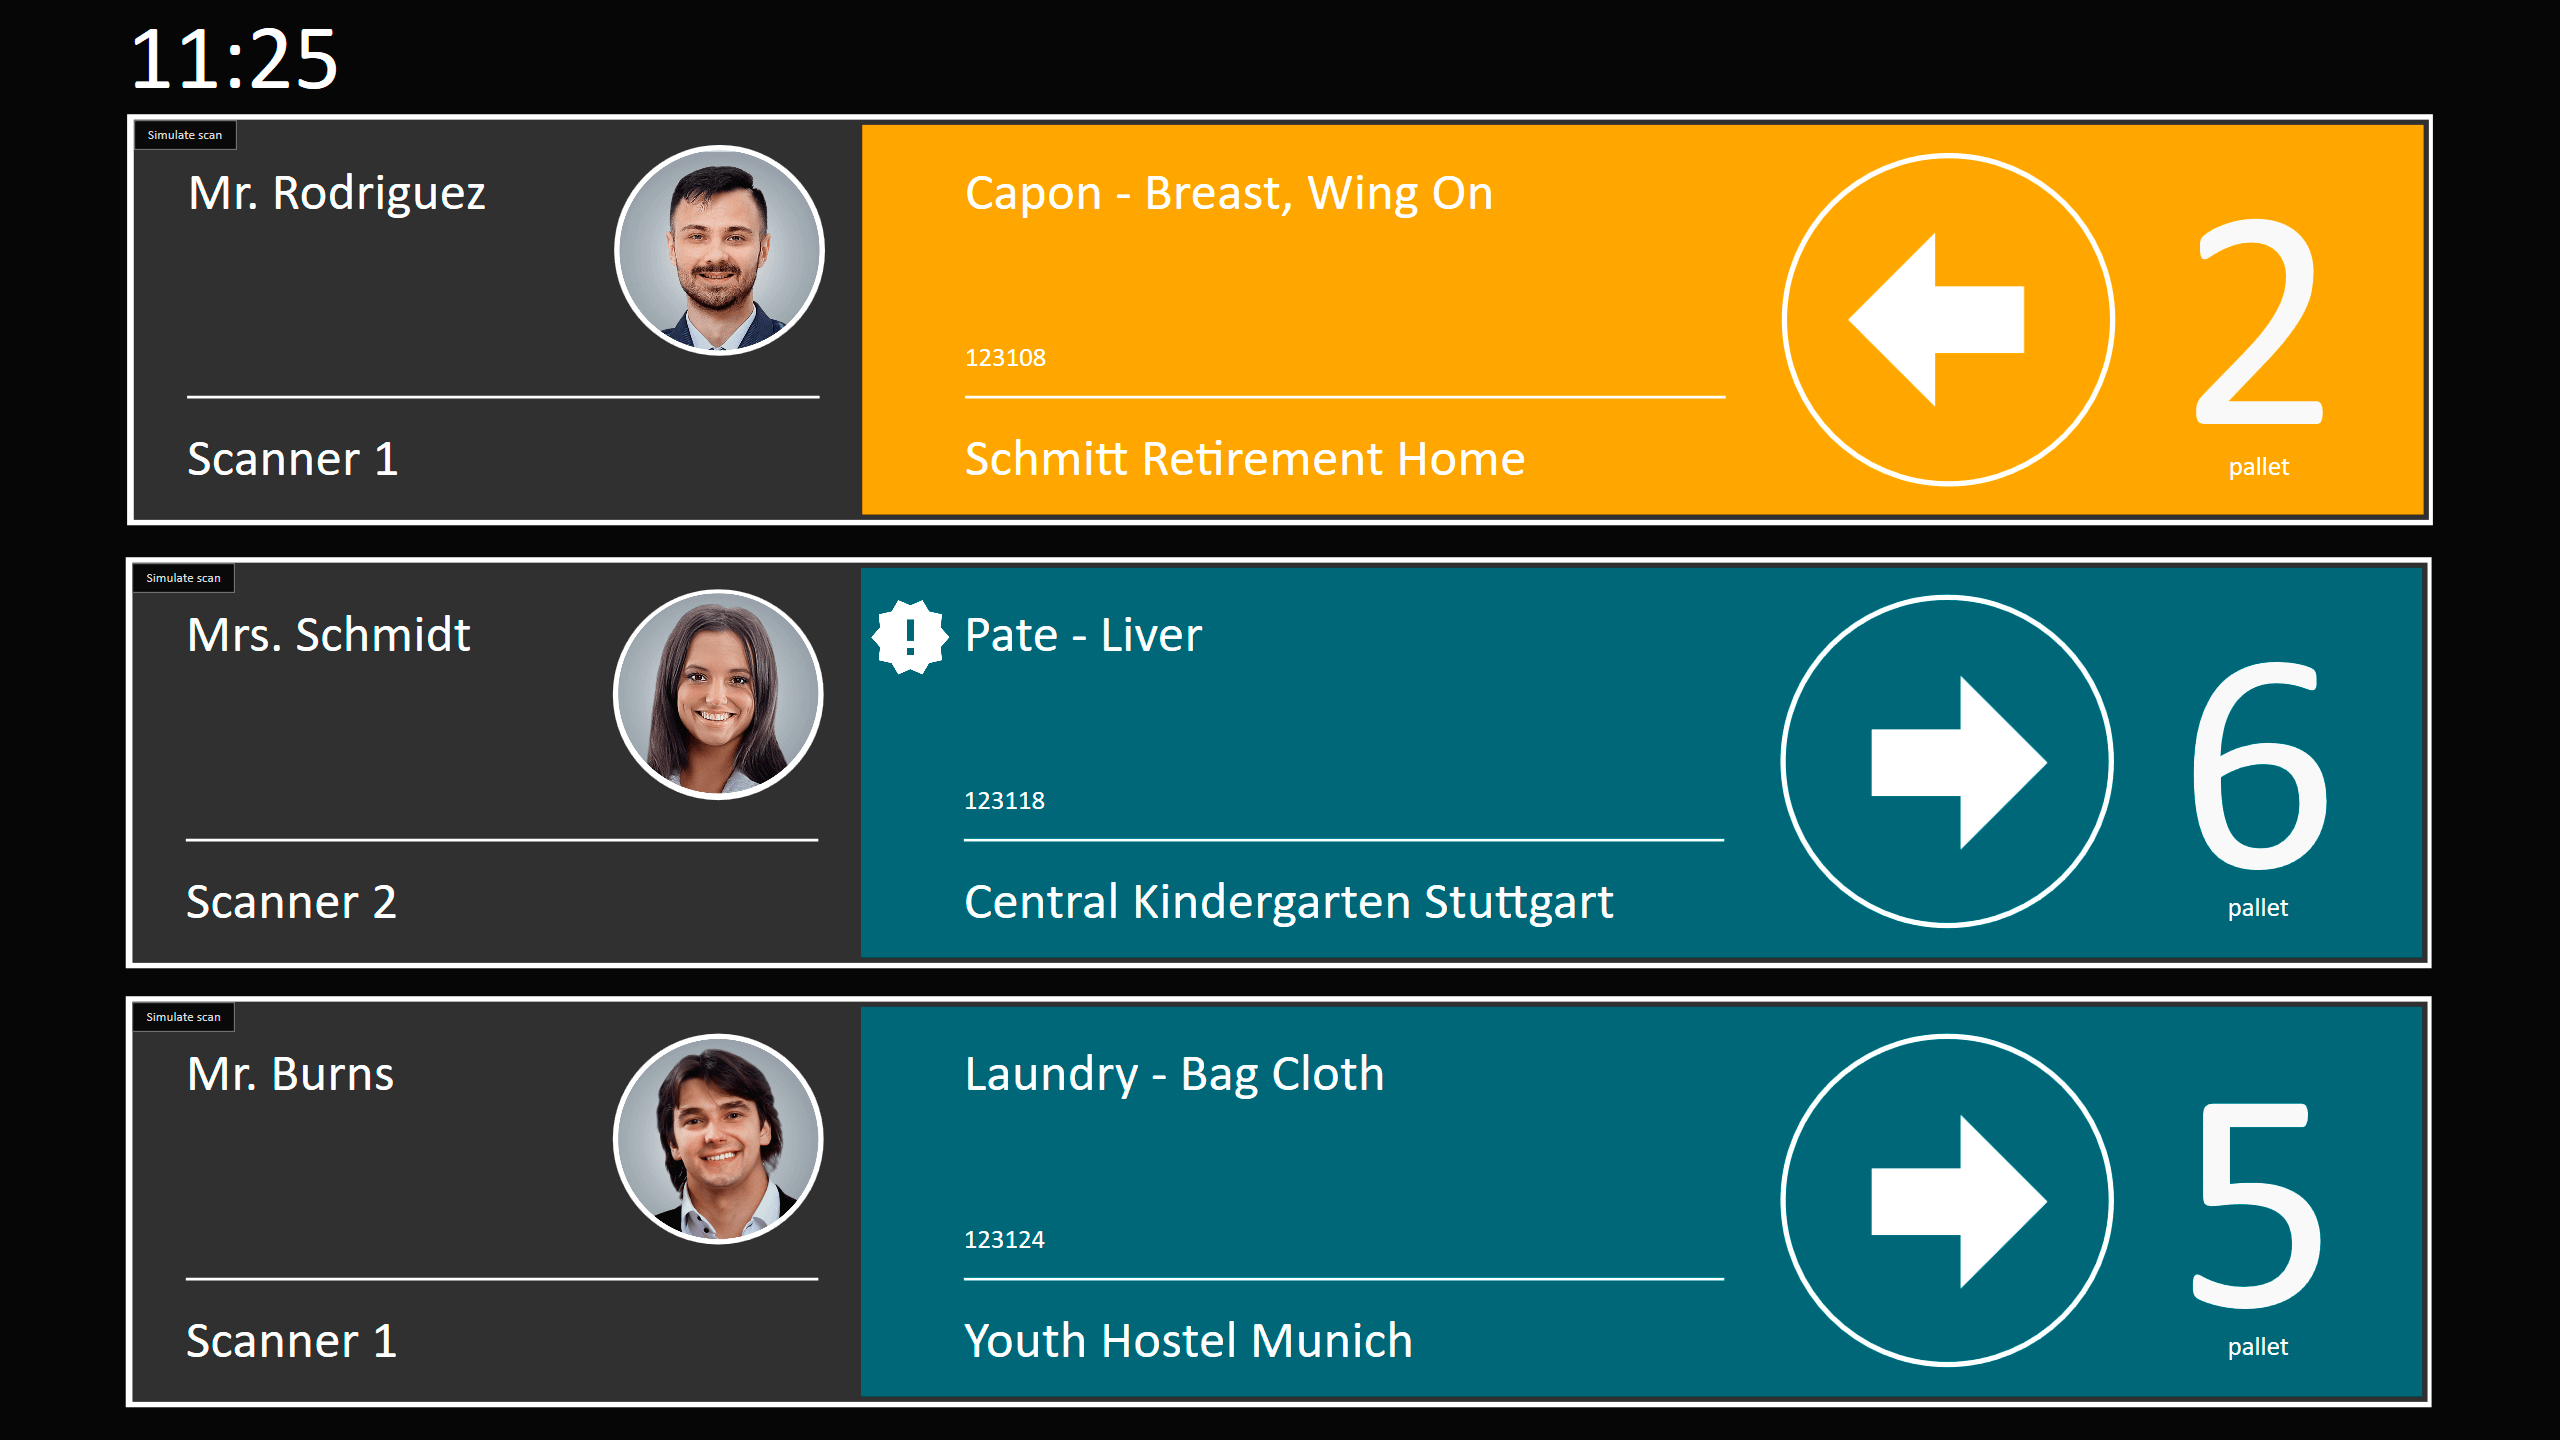 11:25
Simulate scan
Mr. Rodriguez
Scanner 1
Capon - Breast, Wing On
123108
Schmitt Retirement Home
2
pallet
Simulate scan
Mrs. Schmidt
Scanner 2
!
Pate - Liver
123118
Central Kindergarten Stuttgart
6
pallet
Simulate scan
Mr. Burns
Scanner 1
Laundry - Bag Cloth
123124
Youth Hostel Munich
5
pallet